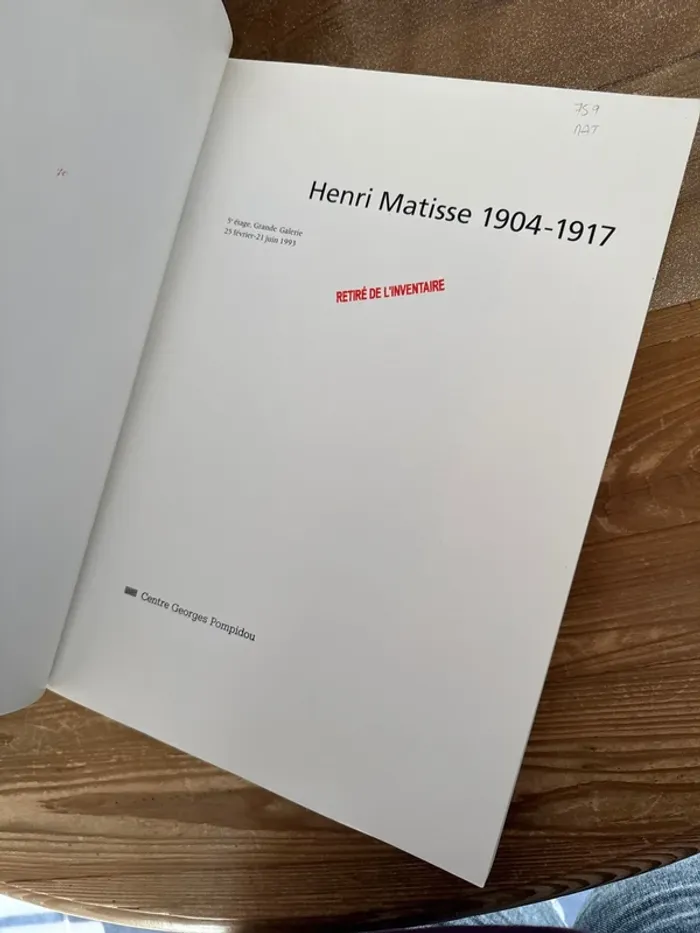 759
MAT
Henri Matisse 1904-1917
5e étage, Grande Galerie
25 février-21 juin 1993
RETIRÉ DE L'INVENTAIRE
Centre Georges Pompidou